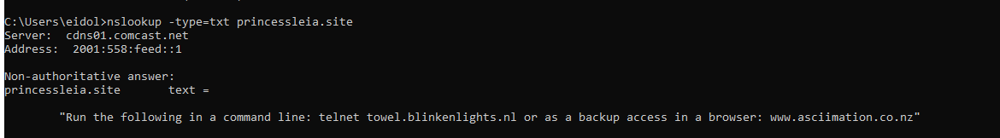 C:\Users\eidol>nslookup -type=txt princessleia.site
Server:  cdns01.comcast.net
Address:  2001:558:feed::1
Non-authoritative answer:
princessleia.site       text =
"Run the following in a command line: telnet towel.blinkenlights.nl or as a backup access in a browser: www.asciimation.co.nz"